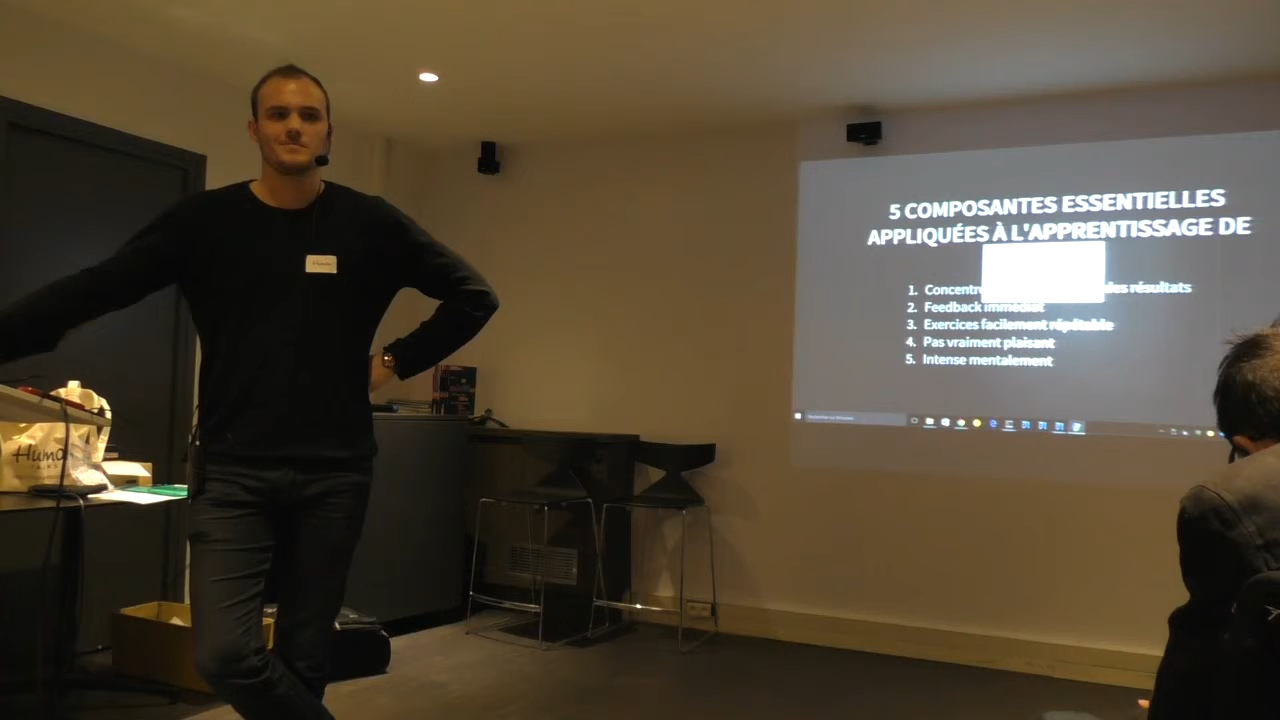 5 COMPOSANTES ESSENTIELLES
APPLIQUÉES À L'APPRENTISSAGE DE
1. Concentr des résultats
2. Feedback immédiat
3. Exercices facilement répétable
4. Pas vraiment plaisant
5. Intense mentalement
Human